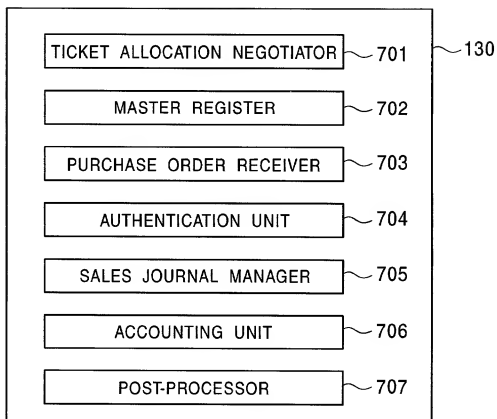 TICKET ALLOCATION NEGOTIATOR 701 130
MASTER REGISTER 702
PURCHASE ORDER RECEIVER 703
AUTHENTICATION UNIT 704
SALES JOURNAL MANAGER 705
ACCOUNTING UNIT 706
POST-PROCESSOR 707